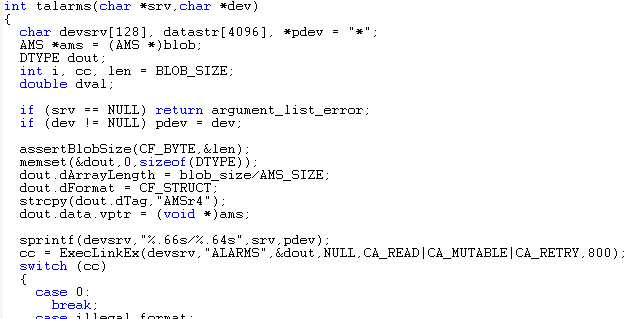 int talarms(char *srv,char *dev)
{
  char devsrv[128], datastr[4096], *pdev = "*";
  AMS *ams = (AMS *)blob;
  DTYPE dout;
  int i, cc, len = BLOB_SIZE;
  double dval;

  if (srv == NULL) return argument_list_error;
  if (dev != NULL) pdev = dev;

  assertBlobSize(CF_BYTE,&len);
  memset(&dout,0,sizeof(DTYPE));
  dout.dArrayLength = blob_size/AMS_SIZE;
  dout.dFormat = CF_STRUCT;
  strcpy(dout.dTag,"AMSr4");
  dout.data.vptr = (void *)ams;

  sprintf(devsrv,"%.66s/%.64s",srv,pdev);
  cc = ExecLinkEx(devsrv,"ALARMS",&dout,NULL,CA_READ|CA_MUTABLE|CA_RETRY,800);
  switch (cc)
  {
    case 0:
      break;
    case illegal_format: